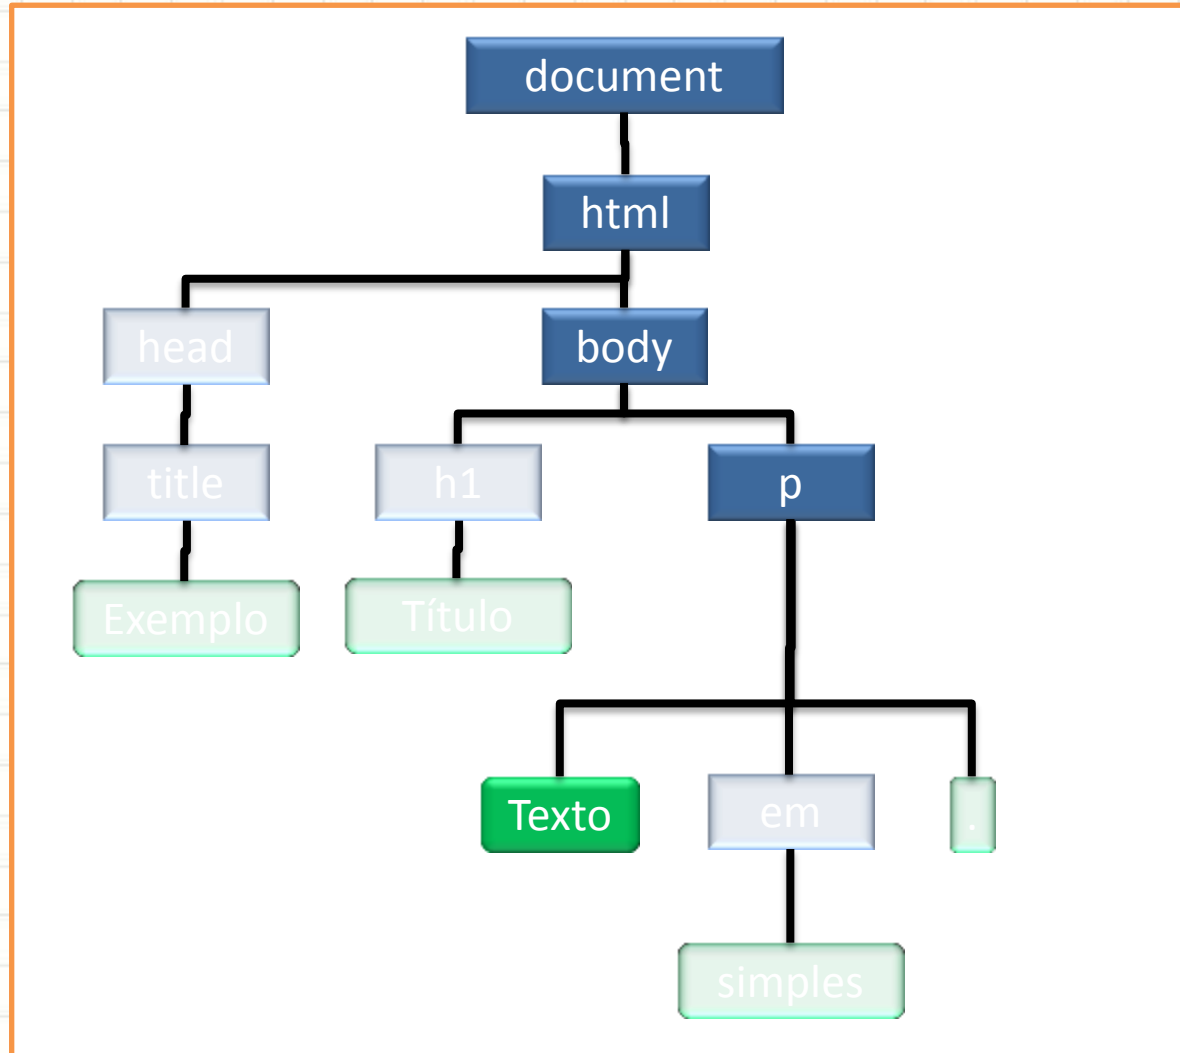 document
html
head
body
title
h1
p
Exemplo
Título
Texto
em
.
simples